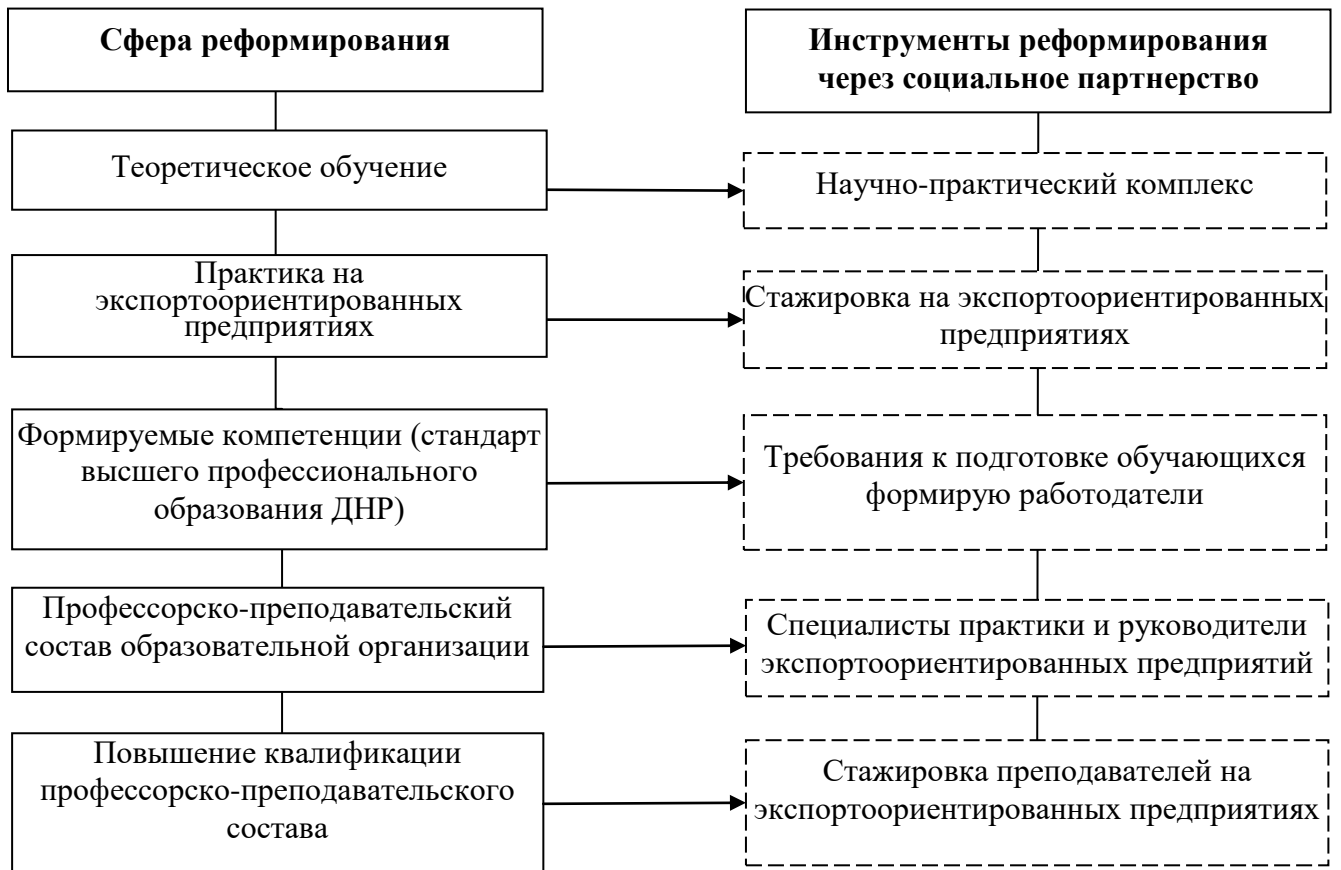 Сфера реформирования
Инструменты реформирования
через социальное партнерство
Теоретическое обучение
Научно-практический комплекс
Практика на
экспортоориентированных
предприятиях
Стажировка на экспортоориентированных
предприятиях
Формируемые компетенции (стандарт
высшего профессионального
образования ДНР)
Требования к подготовке обучающихся
формирую работодатели
Профессорско-преподавательский
состав образовательной организации
Специалисты практики и руководители
экспортоориентированных предприятий
Повышение квалификации
профессорско-преподавательского
состава
Стажировка преподавателей на
экспортоориентированных предприятиях